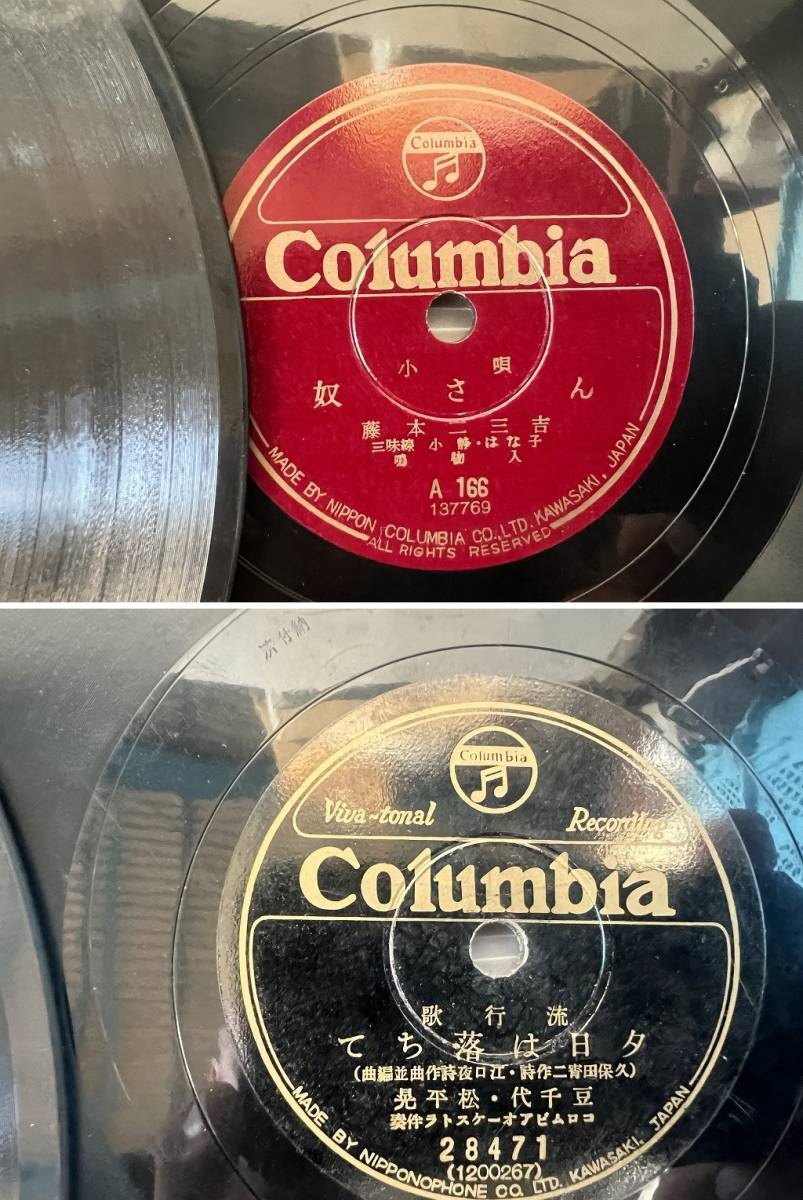 Columbia
Columbia
小唄
奴さん
藤本二三吉
三味線 小静・はな子
鳴物入
A 166
137769
MADE BY NIPPON COLUMBIA CO., LTD. KAWASAKI, JAPAN
ALL RIGHTS RESERVED
納付済
Columbia
Viva-tonal Recording
Columbia
歌行流
てち落は日夕
(曲編並曲作詩夜口江・詩作二宵田保久)
晃平松・代千豆
奏伴ラトスケーオアビムロコ
28471
(1200267)
MADE BY NIPPONOPHONE CO. LTD. KAWASAKI, JAPAN